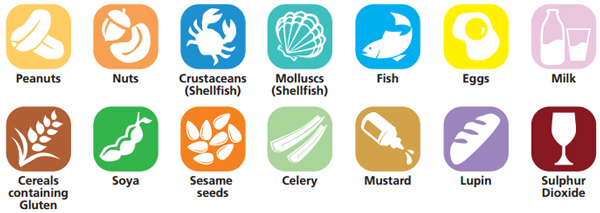 Peanuts
Nuts
Crustaceans
(Shellfish)
Molluscs
(Shellfish)
Fish
Eggs
Milk
Cereals
containing
Gluten
Soya
Sesame
seeds
Celery
Mustard
Lupin
Sulphur
Dioxide